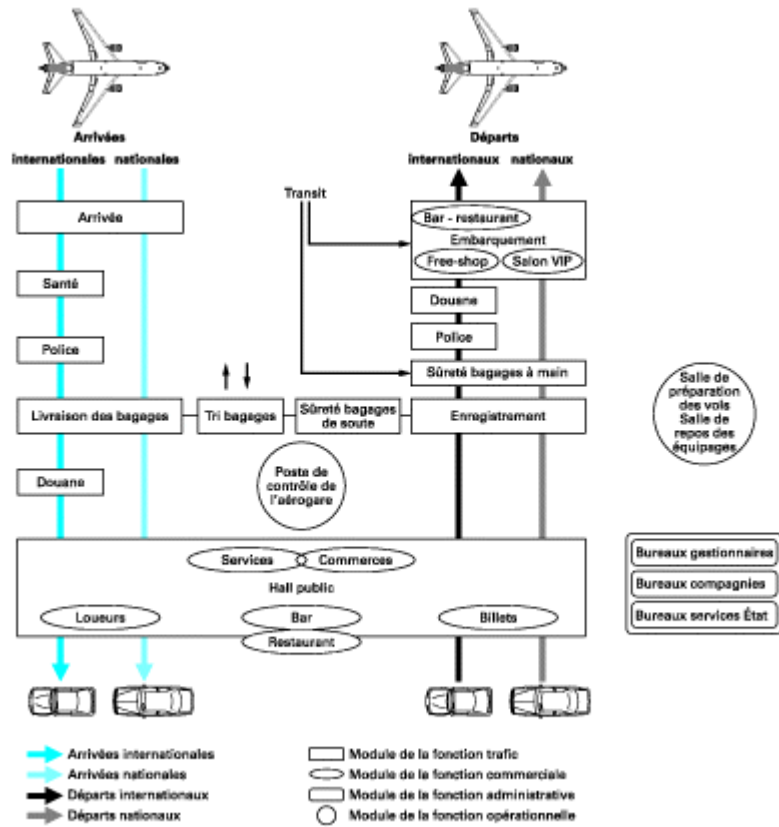 Arrivées
internationales nationales
Départs
internationaux nationaux
Transit
Arrivée
Bar - restaurant
Embarquement
Free-shop Salon VIP
Santé
Douane
Police
Police
Sûreté bagages à main
Livraison des bagages
Tri bagages
Sûreté bagages
de soute
Enregistrement
Salle de
préparation
des vols
Salle de
repos des
équipages
Douane
Poste de
contrôle de
l'aérogare
Services Commerces
Hall public
Loueurs
Bar
Billets
Restaurant
Bureaux gestionnaires
Bureaux compagnies
Bureaux services État
Arrivées internationales
Arrivées nationales
Départs internationaux
Départs nationaux
Module de la fonction trafic
Module de la fonction commerciale
Module de la fonction administrative
Module de la fonction opérationnelle